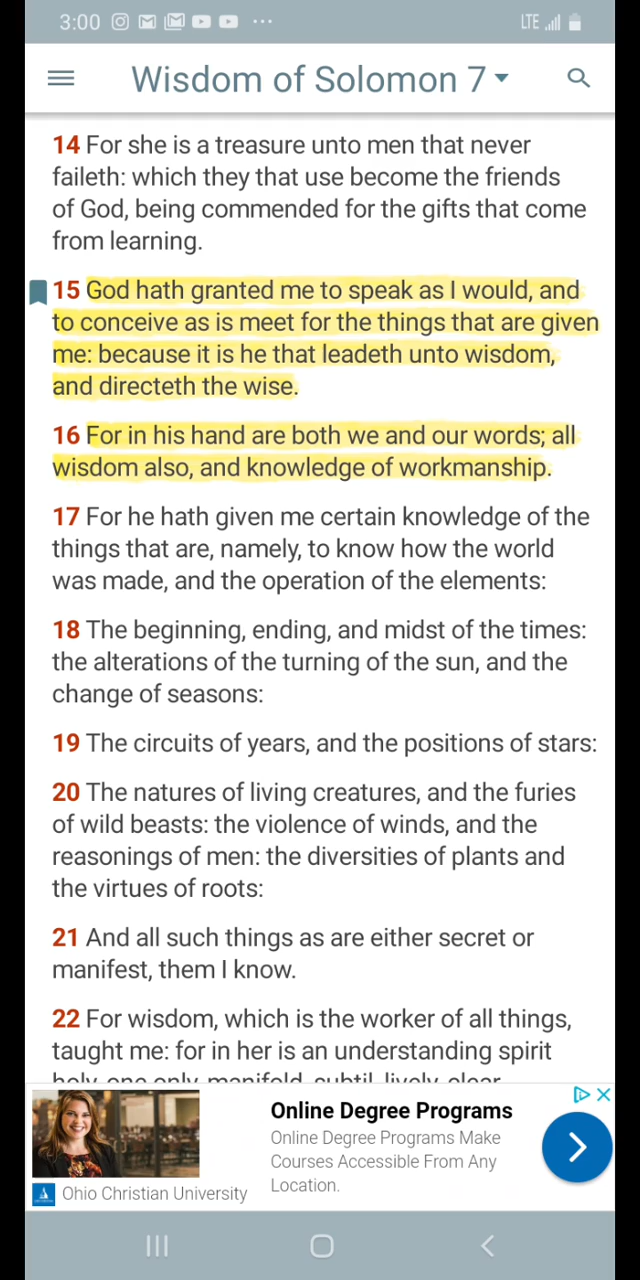 3:00
LTE
Wisdom of Solomon 7
14 For she is a treasure unto men that never
faileth: which they that use become the friends
of God, being commended for the gifts that come
from learning.
15 God hath granted me to speak as I would, and
to conceive as is meet for the things that are given
me: because it is he that leadeth unto wisdom,
and directeth the wise.
16 For in his hand are both we and our words; all
wisdom also, and knowledge of workmanship.
17 For he hath given me certain knowledge of the
things that are, namely, to know how the world
was made, and the operation of the elements:
18 The beginning, ending, and midst of the times:
the alterations of the turning of the sun, and the
change of seasons:
19 The circuits of years, and the positions of stars:
20 The natures of living creatures, and the furies
of wild beasts: the violence of winds, and the
reasonings of men: the diversities of plants and
the virtues of roots:
21 And all such things as are either secret or
manifest, them I know.
22 For wisdom, which is the worker of all things,
taught me: for in her is an understanding spirit
holy, one only, manifold, subtil, lively, clear,
Online Degree Programs
Online Degree Programs Make
Courses Accessible From Any
Location.
Ohio Christian University